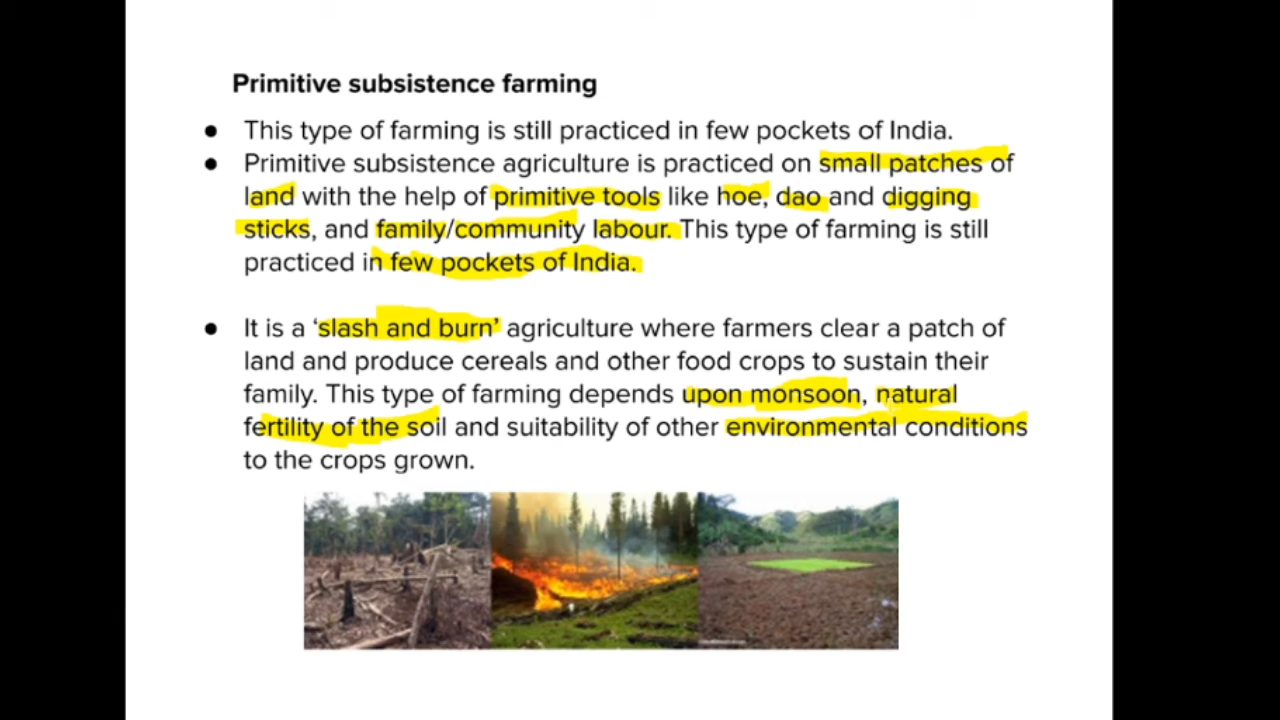 Primitive subsistence farming
● This type of farming is still practiced in few pockets of India.
● Primitive subsistence agriculture is practiced on small patches of
land with the help of primitive tools like hoe, dao and digging
sticks, and family/community labour. This type of farming is still
practiced in few pockets of India.
● It is a ‘slash and burn’ agriculture where farmers clear a patch of
land and produce cereals and other food crops to sustain their
family. This type of farming depends upon monsoon, natural
fertility of the soil and suitability of other environmental conditions
to the crops grown.